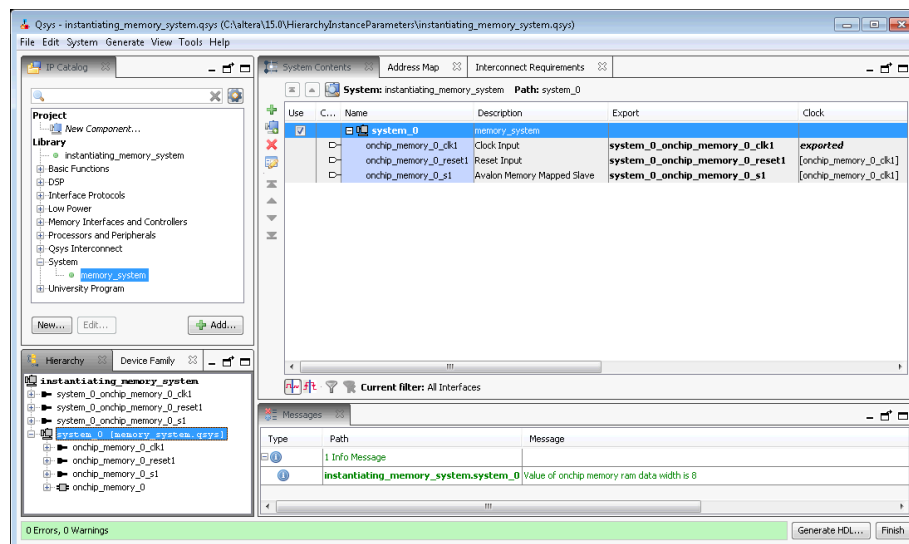 Qsys - instantiating_memory_system.qsys (C:\altera\15.0\HierarchyInstanceParameters\instantiating_memory_system.qsys)
File Edit System Generate View Tools Help
IP Catalog
Project
New Component...
Library
instantiating_memory_system
Basic Functions
DSP
Interface Protocols
Low Power
Memory Interfaces and Controllers
Processors and Peripherals
Qsys Interconnect
System
memory_system
University Program
New... Edit... Add...
Hierarchy Device Family
instantiating_memory_system
system_0_onchip_memory_0_clk1
system_0_onchip_memory_0_reset1
system_0_onchip_memory_0_s1
system_0 [memory_system.qsys]
onchip_memory_0_clk1
onchip_memory_0_reset1
onchip_memory_0_s1
onchip_memory_0
System Contents Address Map Interconnect Requirements
System: instantiating_memory_system Path: system_0
Use C... Name Description Export Clock
system_0 memory_system
onchip_memory_0_clk1 Clock Input system_0_onchip_memory_0_clk1 exported
onchip_memory_0_reset1 Reset Input system_0_onchip_memory_0_reset1 [onchip_memory_0_clk1]
onchip_memory_0_s1 Avalon Memory Mapped Slave system_0_onchip_memory_0_s1 [onchip_memory_0_clk1]
Current filter: All Interfaces
Messages
Type Path Message
1 Info Message
instantiating_memory_system.system_0 Value of onchip memory ram data width is 8
0 Errors, 0 Warnings
Generate HDL... Finish